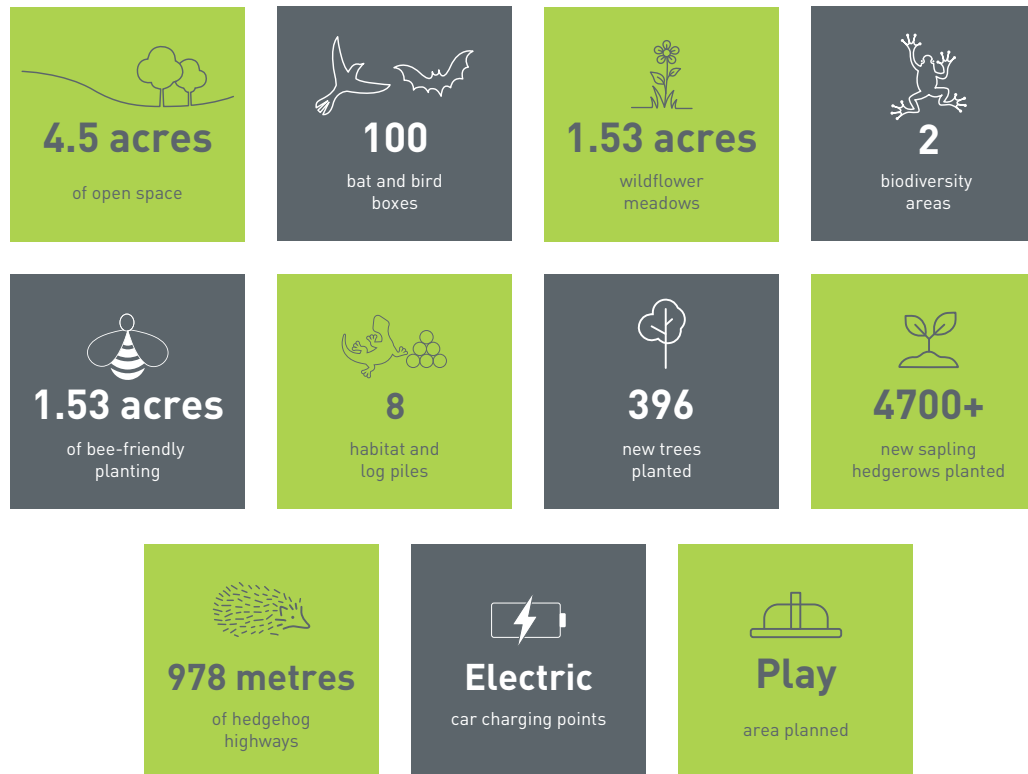 4.5 acres
of open space
100
bat and bird
boxes
1.53 acres
wildflower
meadows
2
biodiversity
areas
1.53 acres
of bee-friendly
planting
8
habitat and
log piles
396
new trees
planted
4700+
new sapling
hedgerows planted
978 metres
of hedgehog
highways
Electric
car charging points
Play
area planned